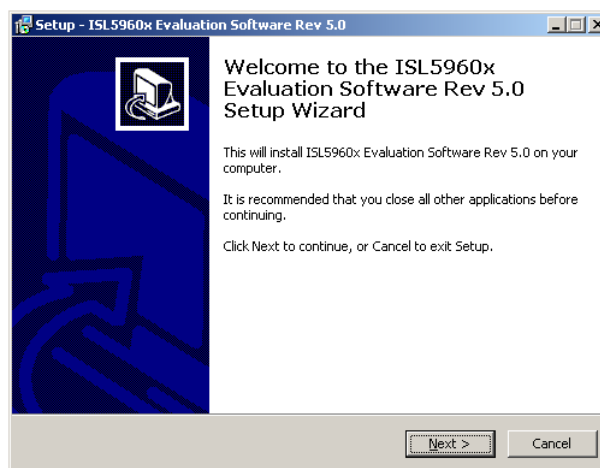 Setup - ISL5960x Evaluation Software Rev 5.0
Welcome to the ISL5960x
Evaluation Software Rev 5.0
Setup Wizard
This will install ISL5960x Evaluation Software Rev 5.0 on your
computer.
It is recommended that you close all other applications before
continuing.
Click Next to continue, or Cancel to exit Setup.
Next >
Cancel